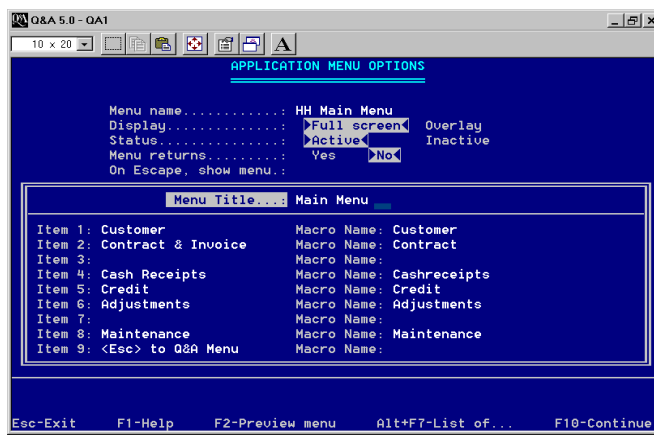 Q&A 5.0 - QA1
10 x 20
APPLICATION MENU OPTIONS
Menu name............: HH Main Menu
Display..............: ►Full screen◄ Overlay
Status...............: ►Active◄ Inactive
Menu returns.........: Yes ►No◄
On Escape, show menu.:
Menu Title...: Main Menu
Item 1: Customer Macro Name: Customer
Item 2: Contract & Invoice Macro Name: Contract
Item 3: Macro Name:
Item 4: Cash Receipts Macro Name: Cashreceipts
Item 5: Credit Macro Name: Credit
Item 6: Adjustments Macro Name: Adjustments
Item 7: Macro Name:
Item 8: Maintenance Macro Name: Maintenance
Item 9: <Esc> to Q&A Menu Macro Name:
Esc-Exit F1-Help F2-Preview menu Alt+F7-List of... F10-Continue